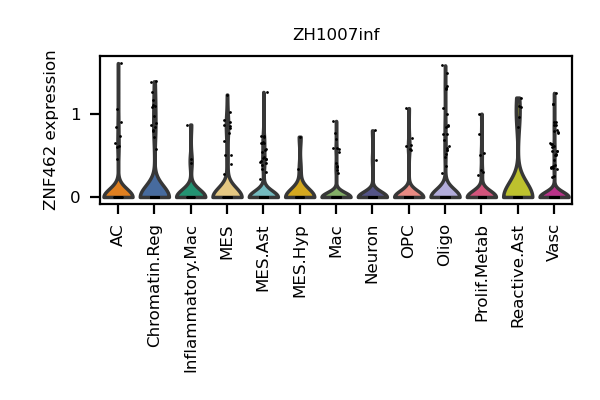 ZH1007inf
ZNF462 expression
1
0
AC
Chromatin.Reg
Inflammatory.Mac
MES
MES.Ast
MES.Hyp
Mac
Neuron
OPC
Oligo
Prolif.Metab
Reactive.Ast
Vasc